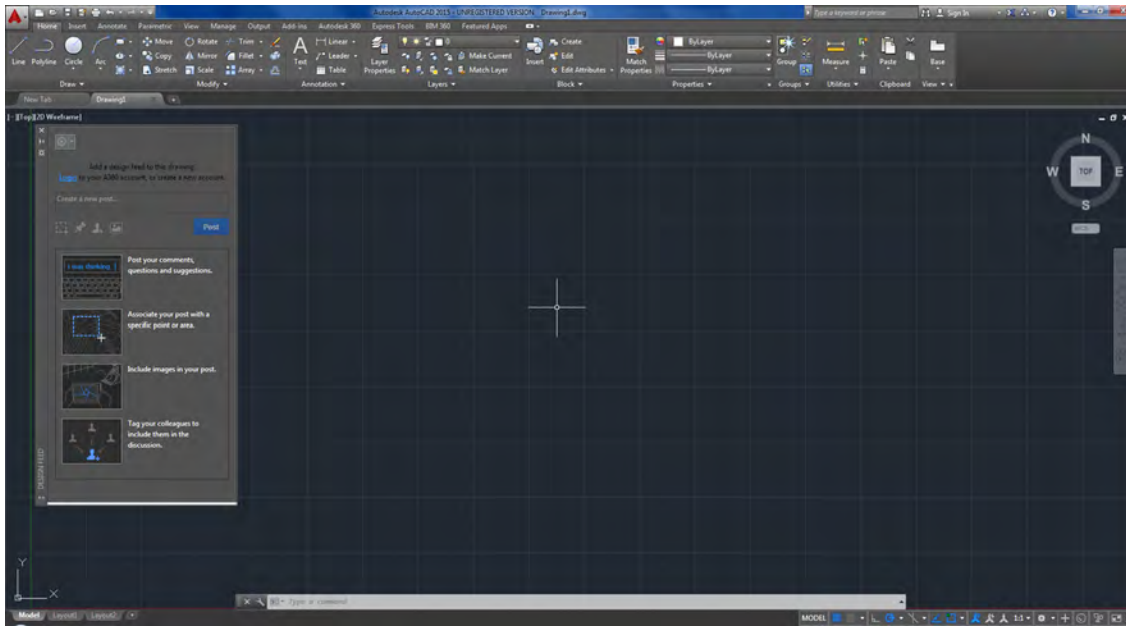 Autodesk AutoCAD 2015 - UNREGISTERED VERSION Drawing1.dwg
Type a keyword or phrase
Sign In
Home Insert Annotate Parametric View Manage Output Add-ins Autodesk 360 Express Tools BIM 360 Featured Apps
Line Polyline Circle Arc
Move Rotate Trim
Copy Mirror Fillet
Stretch Scale Array
Text
Linear
Leader
Table
Layer Properties
0
Make Current
Match Layer
Insert
Create
Edit
Edit Attributes
Match Properties
ByLayer
ByLayer
ByLayer
Group
Measure
Paste
Base
Draw Modify Annotation Layers Block Properties Groups Utilities Clipboard View
New Tab Drawing1
[-][Top][2D Wireframe]
N
W TOP E
S
Add a design feed to this drawing.
Login to your A360 account, or create a new account.
Create a new post...
Post
I was thinking
Post your comments,
questions and suggestions.
Associate your post with a
specific point or area.
Include images in your post.
Tag your colleagues to
include them in the
discussion.
DESIGN FEED
Y
X
Type a command
Model Layout1 Layout2
MODEL
1:1